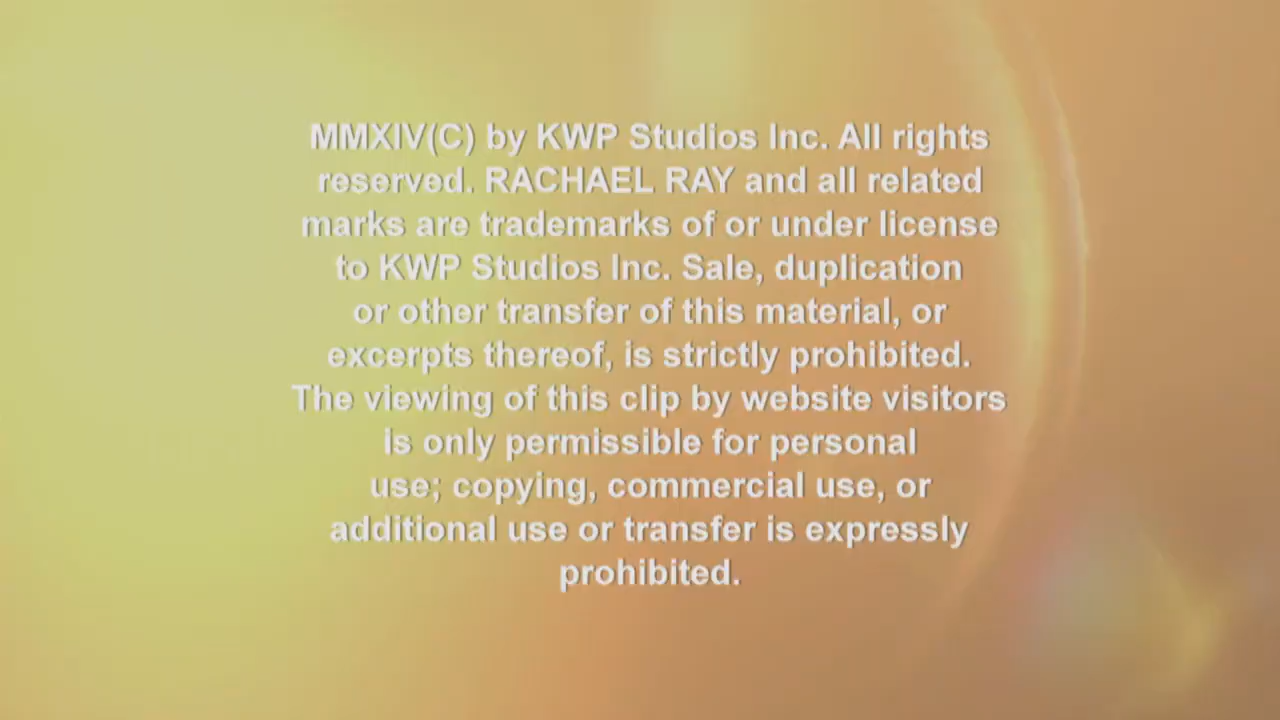 MMXIV(C) by KWP Studios Inc. All rights
reserved. RACHAEL RAY and all related
marks are trademarks of or under license
to KWP Studios Inc. Sale, duplication
or other transfer of this material, or
excerpts thereof, is strictly prohibited.
The viewing of this clip by website visitors
is only permissible for personal
use; copying, commercial use, or
additional use or transfer is expressly
prohibited.